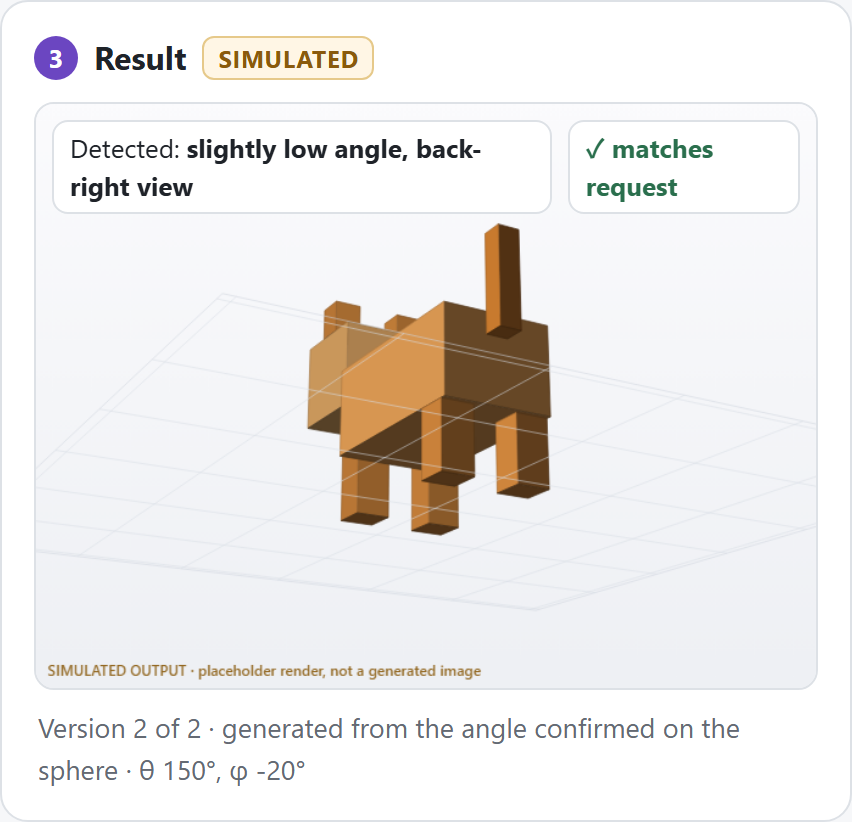 3 Result SIMULATED
Detected: slightly low angle, back-
right view
✓ matches
request
SIMULATED OUTPUT · placeholder render, not a generated image
Version 2 of 2 · generated from the angle confirmed on the
sphere · θ 150°, φ -20°